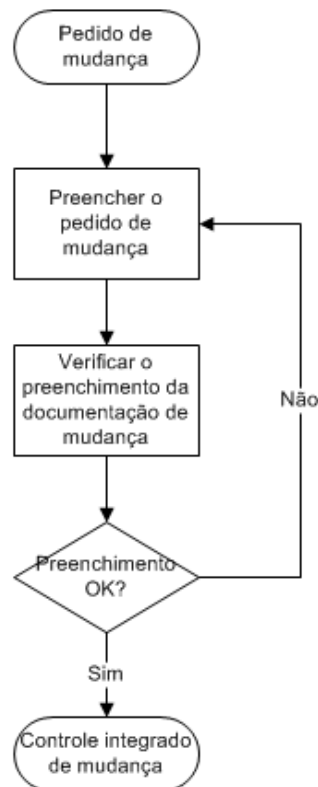 Pedido de
mudança
Preencher o
pedido de
mudança
Verificar o
preenchimento da
documentação de
mudança
Não
Preenchimento
OK?
Sim
Controle integrado
de mudança